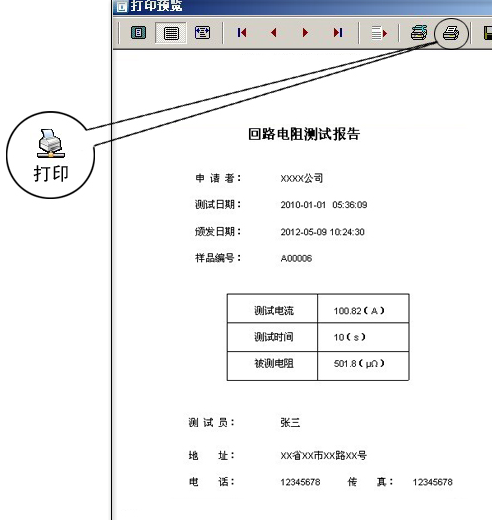 打印预览
打印
回路电阻测试报告
申 请 者： XXXX公司
测试日期： 2010-01-01 05:36:09
颁发日期： 2012-05-09 10:24:30
样品编号： A00006
测试电流 100.82（A）
测试时间 10（s）
被测电阻 501.8（μΩ）
测 试 员： 张三
地 址： XX省XX市XX路XX号
电 话： 12345678 传 真： 12345678